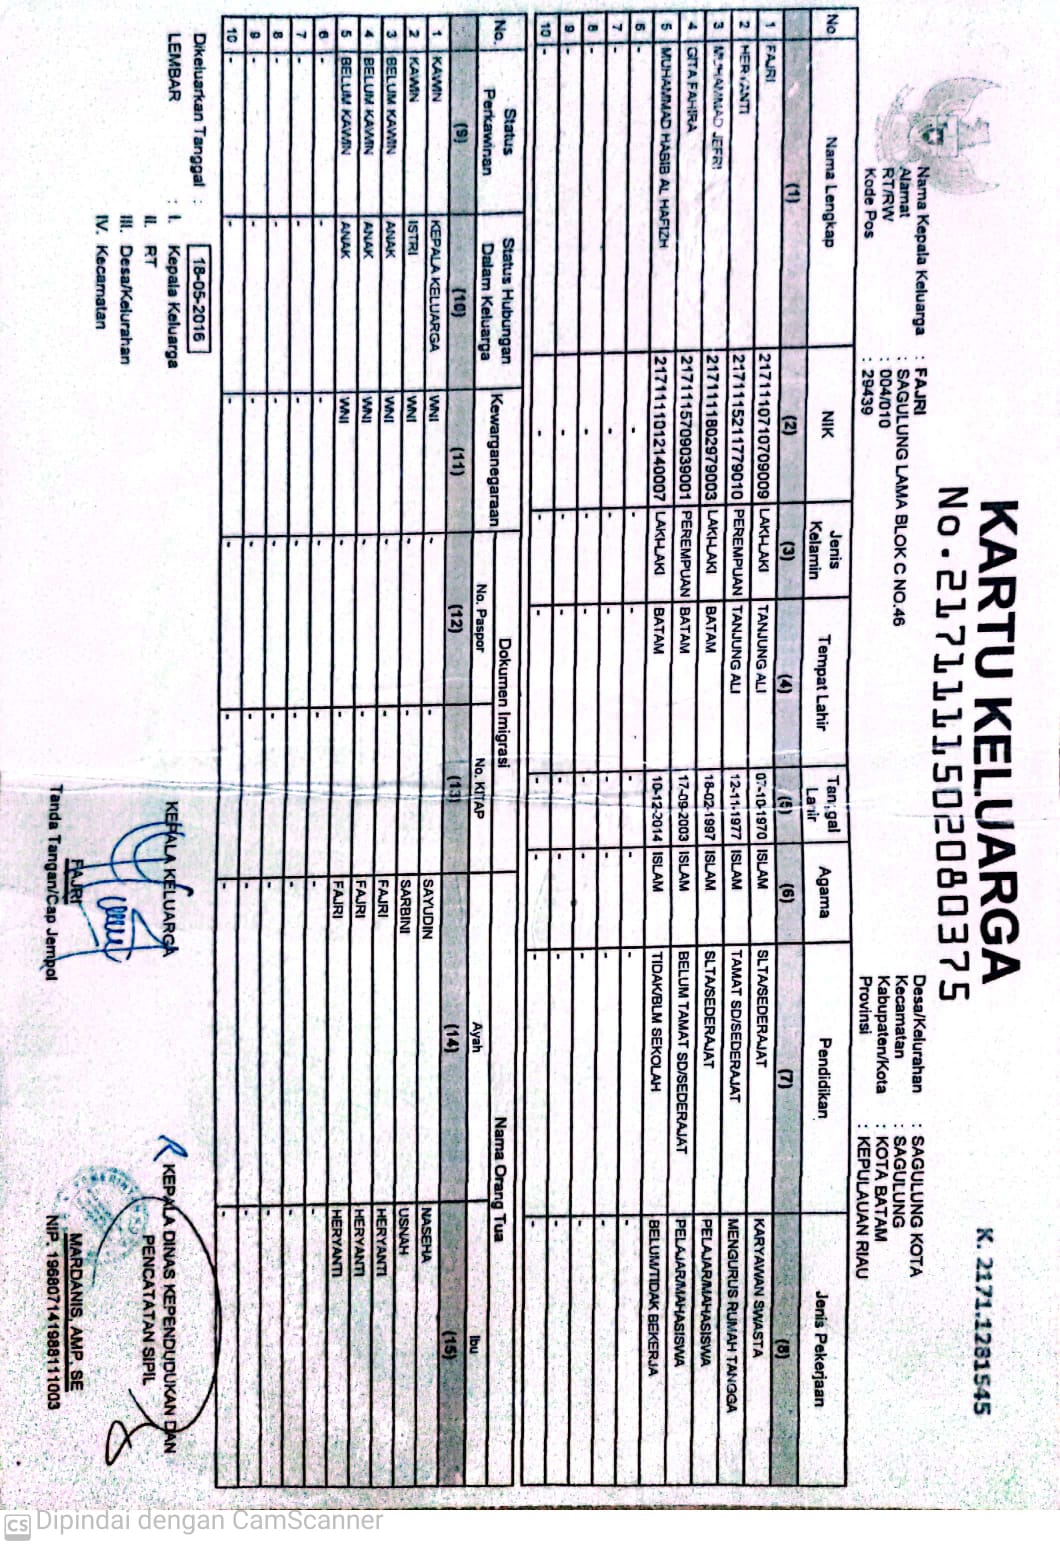 KARTU KELUARGA
No. 2171111502080375
K. 2171.1281545
Nama Kepala Keluarga : FAJRI
Alamat : SAGULUNG LAMA BLOK C NO.46
RT/RW : 004/010
Kode Pos : 29439
Desa/Kelurahan : SAGULUNG KOTA
Kecamatan : SAGULUNG
Kabupaten/Kota : KOTA BATAM
Provinsi : KEPULAUAN RIAU
No Nama Lengkap NIK Jenis Kelamin Tempat Lahir Tanggal Lahir Agama Pendidikan Jenis Pekerjaan
(1) (2) (3) (4) (5) (6) (7) (8)
1 FAJRI 2171110710709009 LAKI-LAKI TANJUNG ALI 07-10-1970 ISLAM SLTA/SEDERAJAT KARYAWAN SWASTA
2 HERYANTI 2171115211779010 PEREMPUAN TANJUNG ALI 12-11-1977 ISLAM TAMAT SD/SEDERAJAT MENGURUS RUMAH TANGGA
3 MUHAMMAD JEFRI 2171111802979003 LAKI-LAKI BATAM 18-02-1997 ISLAM SLTA/SEDERAJAT PELAJAR/MAHASISWA
4 GITA FAHIRA 2171115709039001 PEREMPUAN BATAM 17-09-2003 ISLAM BELUM TAMAT SD/SEDERAJAT PELAJAR/MAHASISWA
5 MUHAMMAD HABIB AL HAFIZH 2171111012140007 LAKI-LAKI BATAM 10-12-2014 ISLAM TIDAK/BLM SEKOLAH BELUM/TIDAK BEKERJA
6 - - - - - - - -
7 - - - - - - - -
8 - - - - - - - -
9 - - - - - - - -
10 - - - - - - - -
No. Status Perkawinan Status Hubungan Dalam Keluarga Kewarganegaraan Dokumen Imigrasi Nama Orang Tua
No. Paspor No. KITAP Ayah Ibu
(9) (10) (11) (12) (13) (14) (15)
1 KAWIN KEPALA KELUARGA WNI - - SAYUDIN NASEHA
2 KAWIN ISTRI WNI - - SARBINI USNAH
3 BELUM KAWIN ANAK WNI - - FAJRI HERYANTI
4 BELUM KAWIN ANAK WNI - - FAJRI HERYANTI
5 BELUM KAWIN ANAK WNI - - FAJRI HERYANTI
6 - - - - - - -
7 - - - - - - -
8 - - - - - - -
9 - - - - - - -
10 - - - - - - -
Dikeluarkan Tanggal : 18-05-2016
LEMBAR : I. Kepala Keluarga
II. RT
III. Desa/Kelurahan
IV. Kecamatan
KEPALA KELUARGA
FAJRI
Tanda Tangan/Cap Jempol
KEPALA DINAS KEPENDUDUKAN DAN
PENCATATAN SIPIL
MARDANIS, AMP. SE
NIP. 196807141988111003
CS Dipindai dengan CamScanner